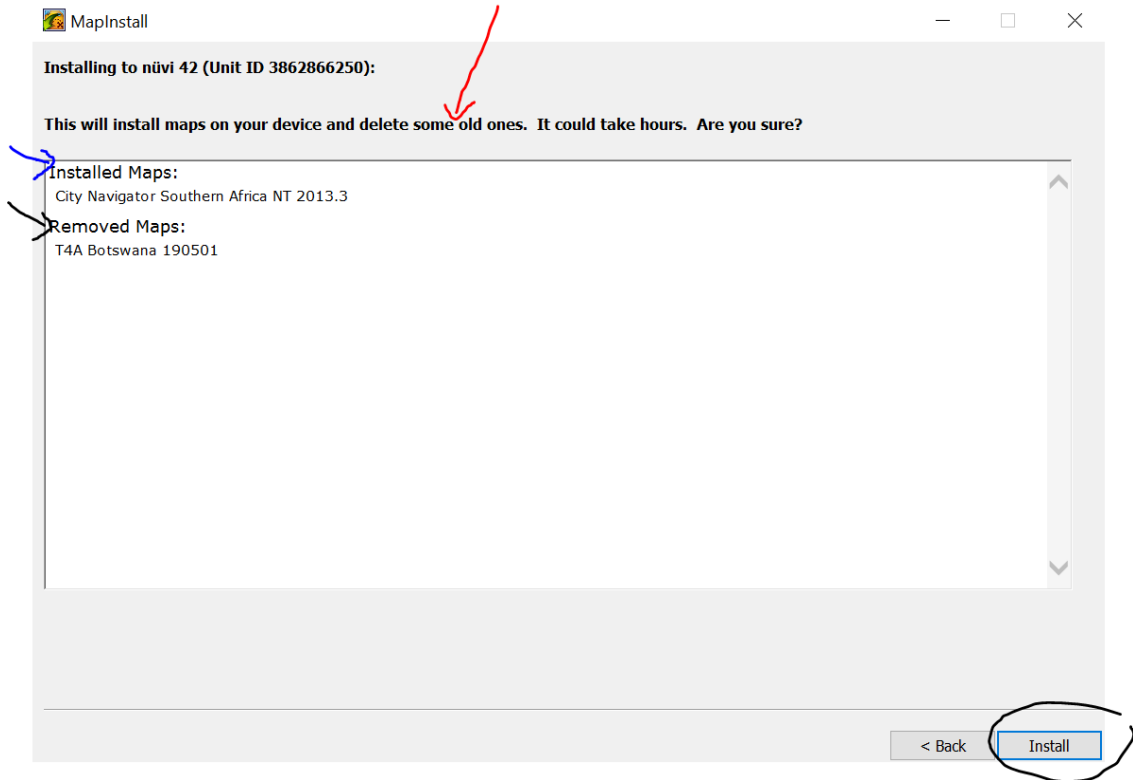 MapInstall
Installing to nüvi 42 (Unit ID 3862866250):
This will install maps on your device and delete some old ones.  It could take hours.  Are you sure?
Installed Maps:
City Navigator Southern Africa NT 2013.3
Removed Maps:
T4A Botswana 190501
< Back
Install